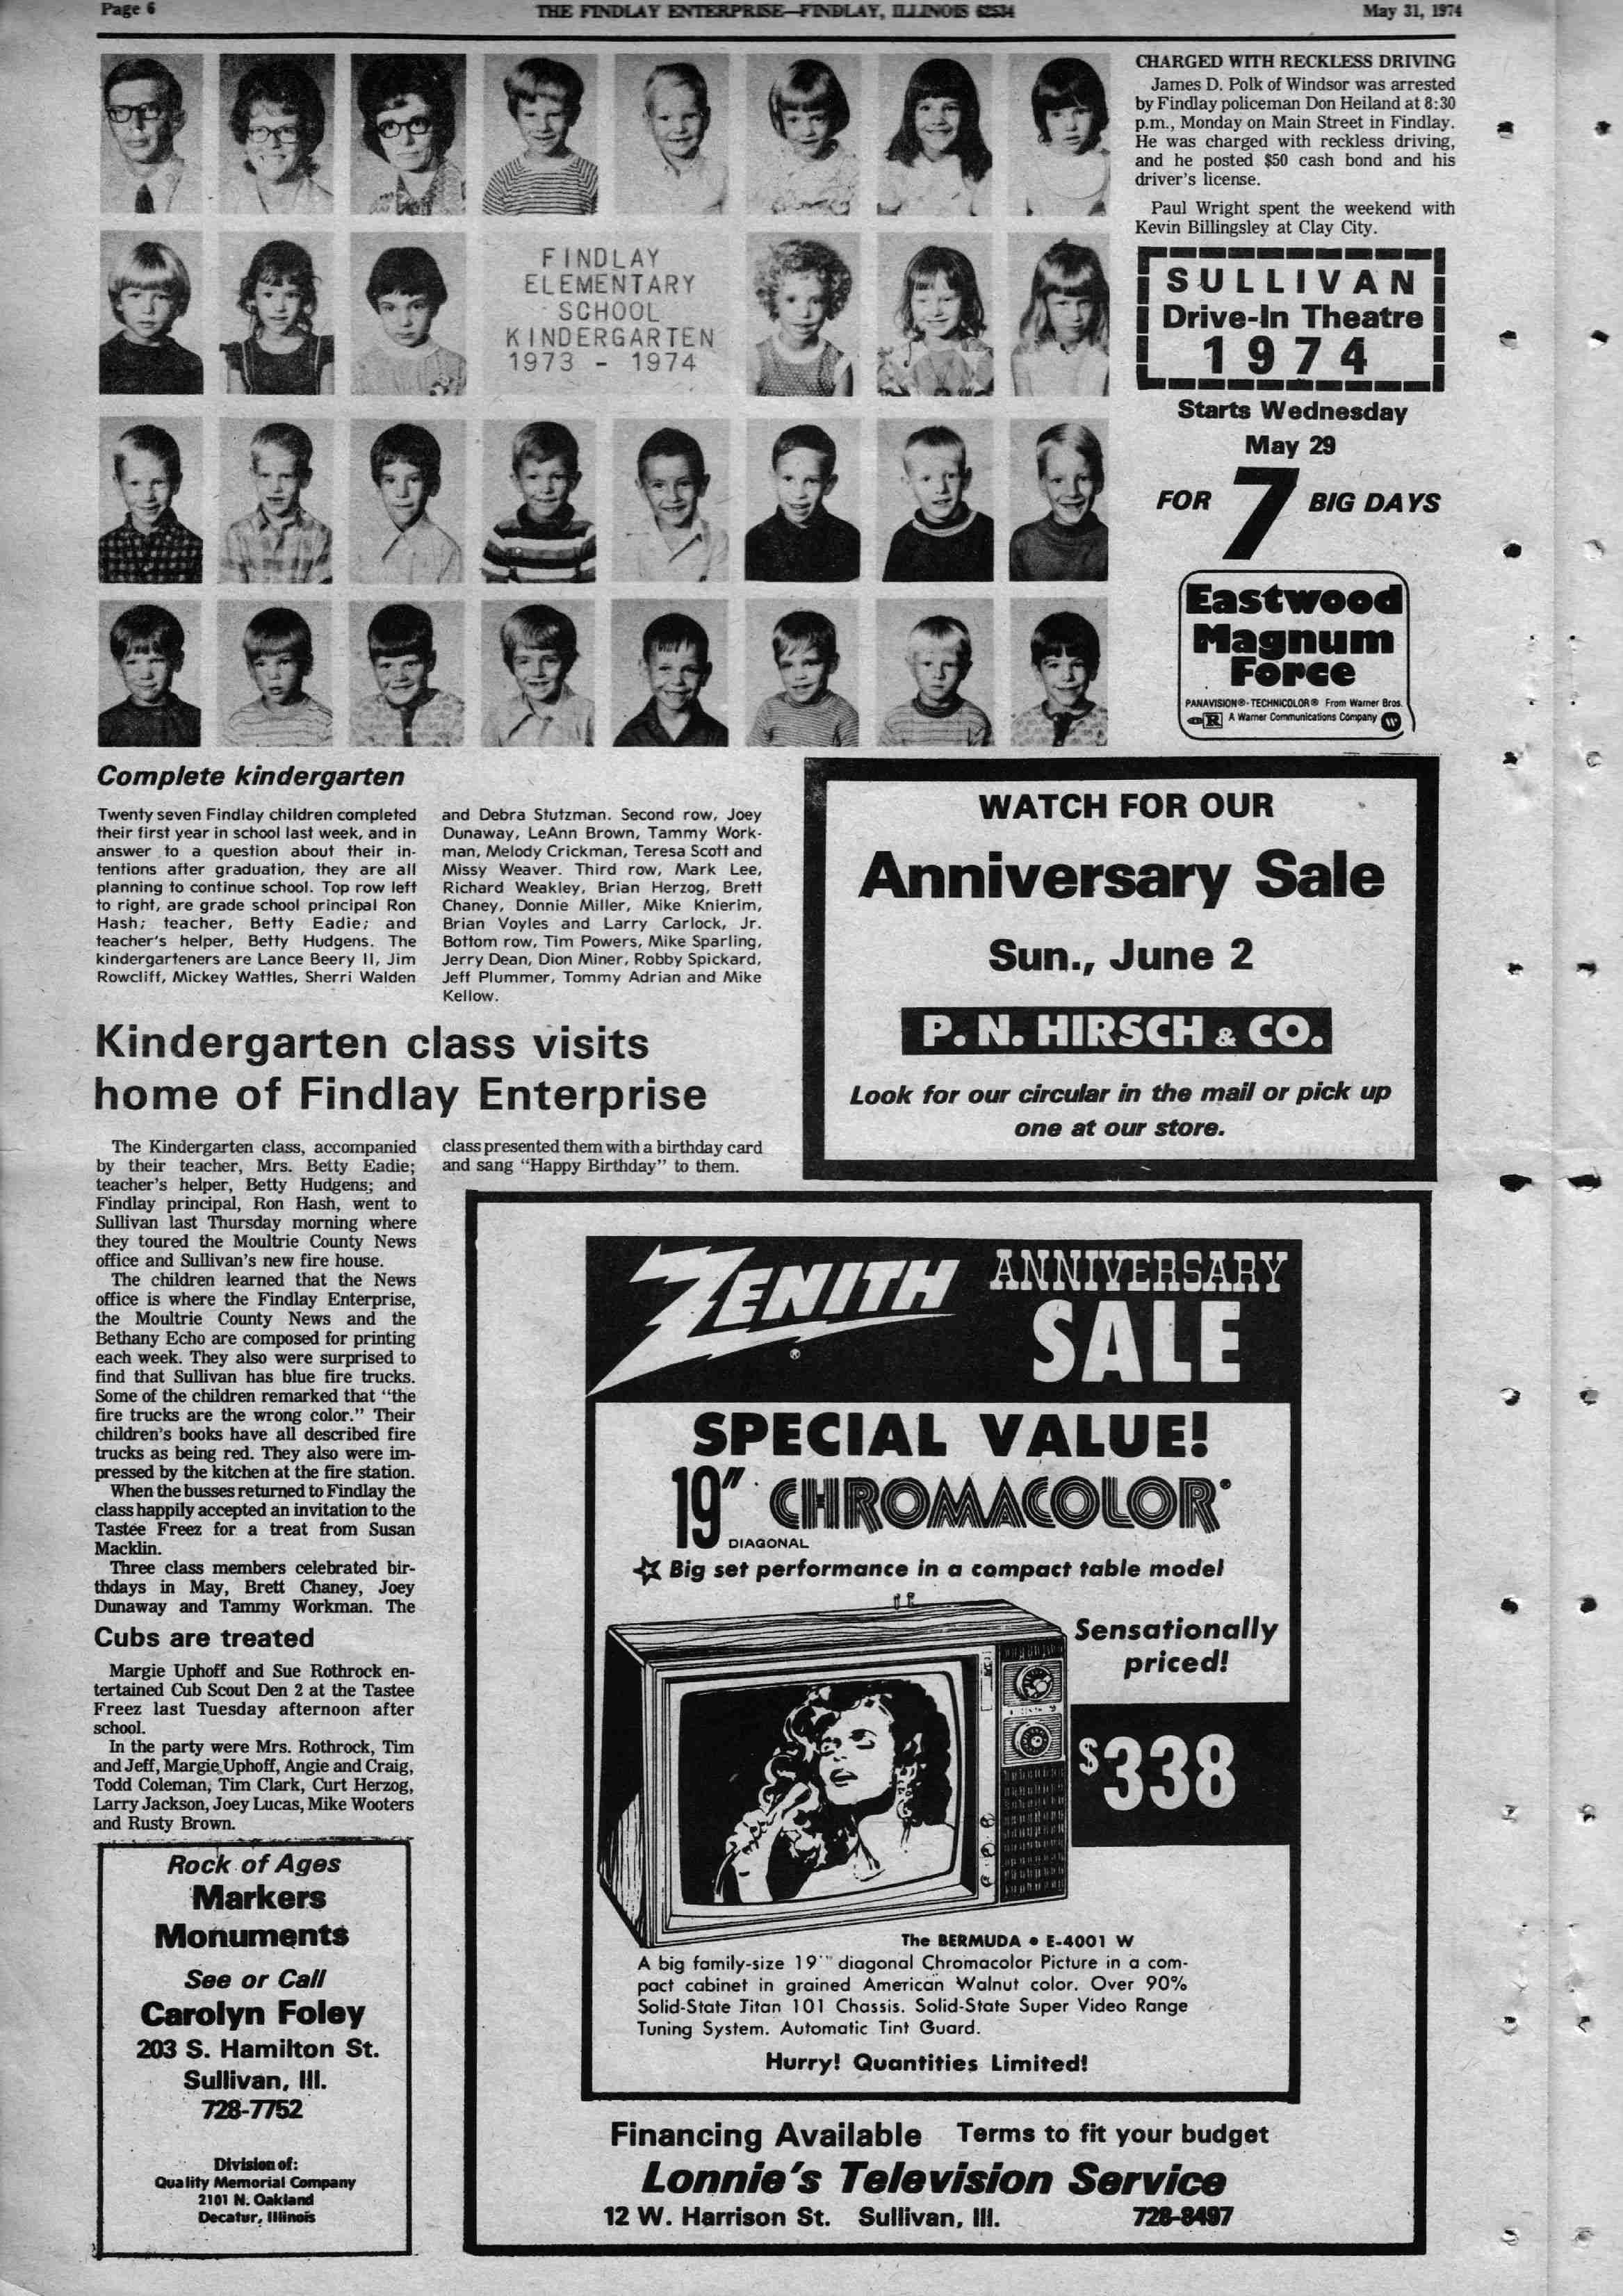 Page 6
THE FINDLAY ENTERPRISE—FINDLAY, ILLINOIS 62534
May 31, 1974
FINDLAY
ELEMENTARY
SCHOOL
KINDERGARTEN
1973 - 1974
Complete kindergarten
Twenty seven Findlay children completed
their first year in school last week, and in
answer to a question about their in-
tentions after graduation, they are all
planning to continue school. Top row left
to right, are grade school principal Ron
Hash; teacher, Betty Eadie; and
teacher's helper, Betty Hudgens. The
kindergarteners are Lance Beery II, Jim
Rowcliff, Mickey Wattles, Sherri Walden
and Debra Stutzman. Second row, Joey
Dunaway, LeAnn Brown, Tammy Work-
man, Melody Crickman, Teresa Scott and
Missy Weaver. Third row, Mark Lee,
Richard Weakley, Brian Herzog, Brett
Chaney, Donnie Miller, Mike Knierim,
Brian Voyles and Larry Carlock, Jr.
Bottom row, Tim Powers, Mike Sparling,
Jerry Dean, Dion Miner, Robby Spickard,
Jeff Plummer, Tommy Adrian and Mike
Kellow.
Kindergarten class visits
home of Findlay Enterprise
The Kindergarten class, accompanied
by their teacher, Mrs. Betty Eadie;
teacher's helper, Betty Hudgens; and
Findlay principal, Ron Hash, went to
Sullivan last Thursday morning where
they toured the Moultrie County News
office and Sullivan's new fire house.
The children learned that the News
office is where the Findlay Enterprise,
the Moultrie County News and the
Bethany Echo are composed for printing
each week. They also were surprised to
find that Sullivan has blue fire trucks.
Some of the children remarked that "the
fire trucks are the wrong color." Their
children's books have all described fire
trucks as being red. They also were im-
pressed by the kitchen at the fire station.
When the busses returned to Findlay the
class happily accepted an invitation to the
Tastee Freez for a treat from Susan
Macklin.
Three class members celebrated bir-
thdays in May, Brett Chaney, Joey
Dunaway and Tammy Workman. The
class presented them with a birthday card
and sang "Happy Birthday" to them.
Cubs are treated
Margie Uphoff and Sue Rothrock en-
tertained Cub Scout Den 2 at the Tastee
Freez last Tuesday afternoon after
school.
In the party were Mrs. Rothrock, Tim
and Jeff, Margie Uphoff, Angie and Craig,
Todd Coleman, Tim Clark, Curt Herzog,
Larry Jackson, Joey Lucas, Mike Wooters
and Rusty Brown.
Rock of Ages
Markers
Monuments
See or Call
Carolyn Foley
203 S. Hamilton St.
Sullivan, Ill.
728-7752
Division of:
Quality Memorial Company
2101 N. Oakland
Decatur, Illinois
CHARGED WITH RECKLESS DRIVING
James D. Polk of Windsor was arrested
by Findlay policeman Don Heiland at 8:30
p.m., Monday on Main Street in Findlay.
He was charged with reckless driving,
and he posted $50 cash bond and his
driver's license.
Paul Wright spent the weekend with
Kevin Billingsley at Clay City.
SULLIVAN
Drive-In Theatre
1974
Starts Wednesday
May 29
FOR 7 BIG DAYS
Eastwood
Magnum
Force
PANAVISION® • TECHNICOLOR® From Warner Bros.
R A Warner Communications Company
WATCH FOR OUR
Anniversary Sale
Sun., June 2
P. N. HIRSCH & CO.
Look for our circular in the mail or pick up
one at our store.
ZENITH ®
ANNIVERSARY
SALE
SPECIAL VALUE!
19" CHROMACOLOR
DIAGONAL
Big set performance in a compact table model
Sensationally
priced!
$338
The BERMUDA • E-4001 W
A big family-size 19" diagonal Chromacolor Picture in a com-
pact cabinet in grained American Walnut color. Over 90%
Solid-State Titan 101 Chassis. Solid-State Super Video Range
Tuning System. Automatic Tint Guard.
Hurry! Quantities Limited!
Financing Available Terms to fit your budget
Lonnie's Television Service
12 W. Harrison St. Sullivan, Ill. 728-8497